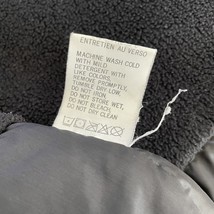 ENTRETIEN AU VERSO
MACHINE WASH COLD
WITH MILD
DETERGENT WITH
LIKE COLORS,
REMOVE PROMPTLY,
TUMBLE DRY LOW,
DO NOT IRON,
DO NOT STORE WET,
DO NOT BLEACH,
DO NOT DRY CLEAN